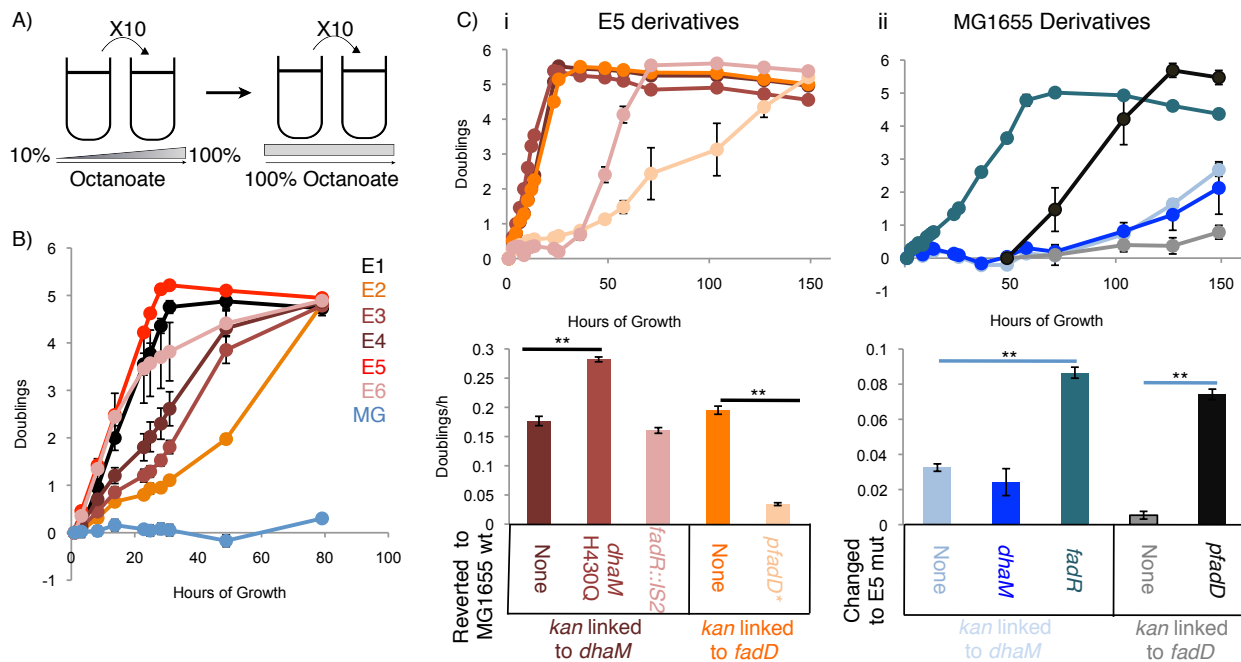 A)
X10
X10
10%
100%
Octanoate
100% Octanoate
B)
6
5
4
3
2
1
0
-1
0
20
40
60
80
100
Doublings
Hours of Growth
E1
E2
E3
E4
E5
E6
MG
C)
i
E5 derivatives
6
5
4
3
2
1
0
0
50
100
150
Doublings
ii
MG1655 Derivatives
6
5
4
3
2
1
0
-1
50
100
150
Hours of Growth
Hours of Growth
0.3
0.25
0.2
0.15
0.1
0.05
0
Doublings/h
**
**
Reverted to
MG1655 wt.
None
dhaM
H430Q
fadR::IS2
None
pfadD*
kan linked
to dhaM
kan linked
to fadD
0.1
0.08
0.06
0.04
0.02
0
**
**
Changed
to E5 mut.
None
dhaM
fadR
None
pfadD
kan linked
to dhaM
kan linked
to fadD